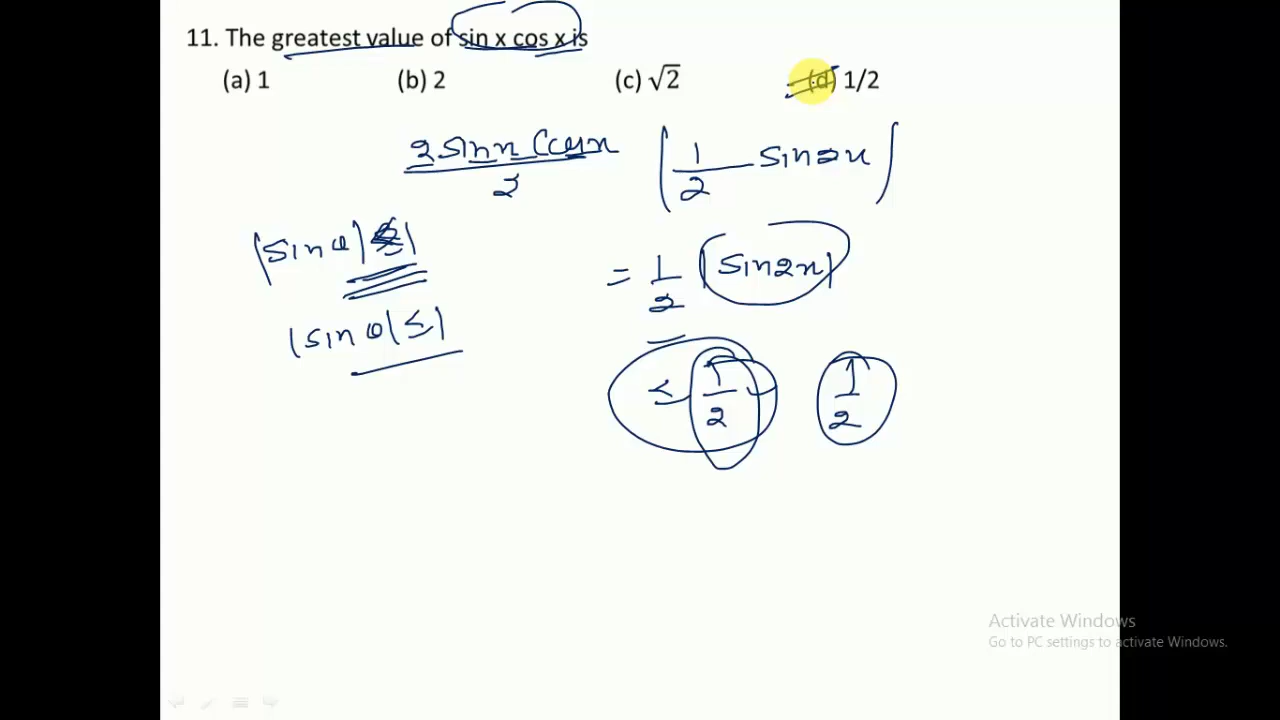 11. The greatest value of sin x cos x is
(a) 1 (b) 2 (c) √2 (d) 1/2
2 sin x cos x / 2 | 1/2 sin 2x |
|sin θ| ≤ 1
= 1/2 |sin 2x|
|sin θ| ≤ 1
≤ 1/2 1/2
Activate Windows
Go to PC settings to activate Windows.